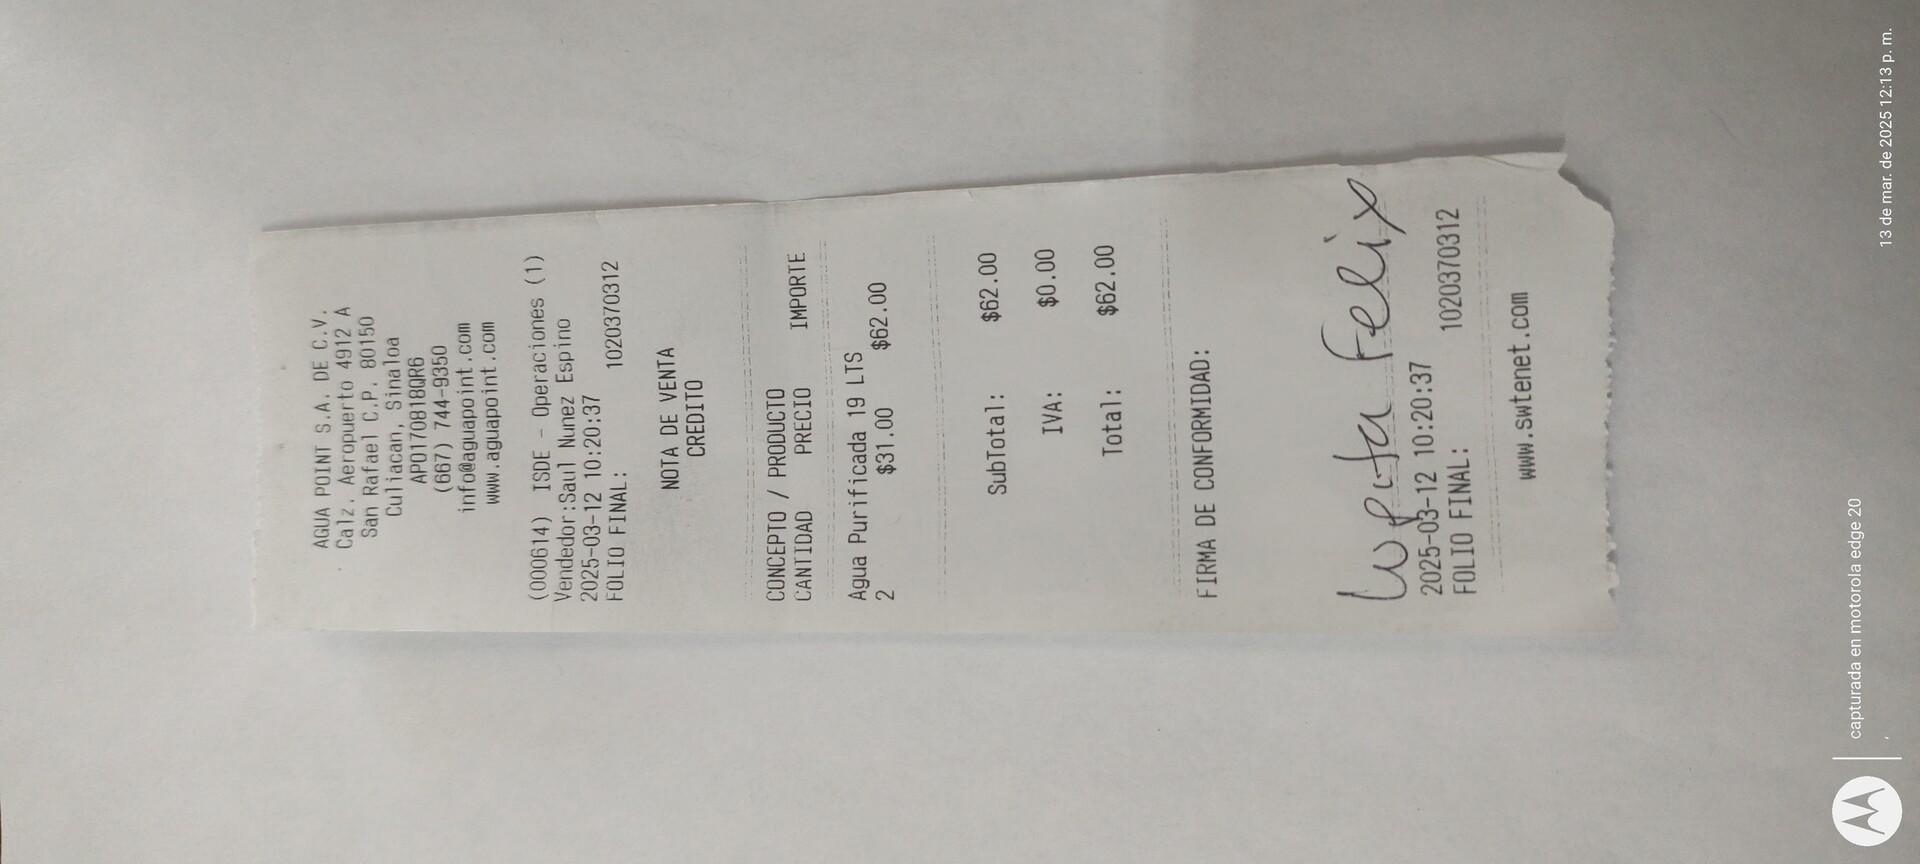 AGUA POINT S.A. DE C.V.
Calz. Aeropuerto 4912 A
San Rafael C.P. 80150
Culiacan, Sinaloa
APO170818QR6
(667) 744-9350
info@aguapoint.com
www.aguapoint.com
(000614) ISDE - Operaciones (1)
Vendedor:Saul Nunez Espino
2025-03-12 10:20:37
FOLIO FINAL: 1020370312
NOTA DE VENTA
CREDITO
CONCEPTO / PRODUCTO
CANTIDAD PRECIO IMPORTE
Agua Purificada 19 LTS
2 $31.00 $62.00
SubTotal: $62.00
IVA: $0.00
Total: $62.00
FIRMA DE CONFORMIDAD:
Lupita Felix
2025-03-12 10:20:37
FOLIO FINAL: 1020370312
www.swtenet.com
capturada en motorola edge 20
13 de mar. de 2025 12:13 p. m.